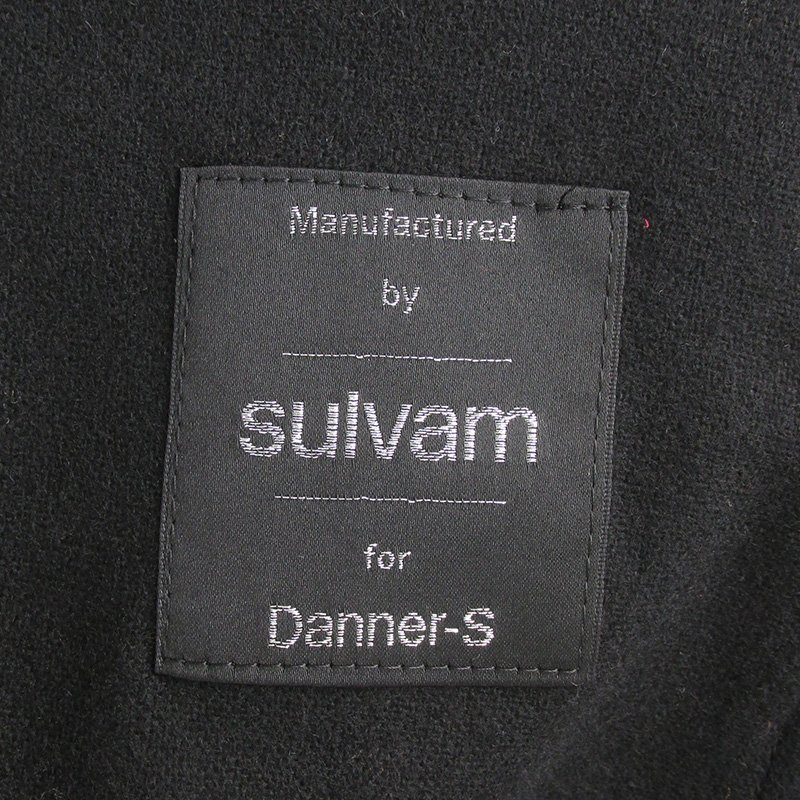 Manufactured
by
sulvam
for
Danner-S